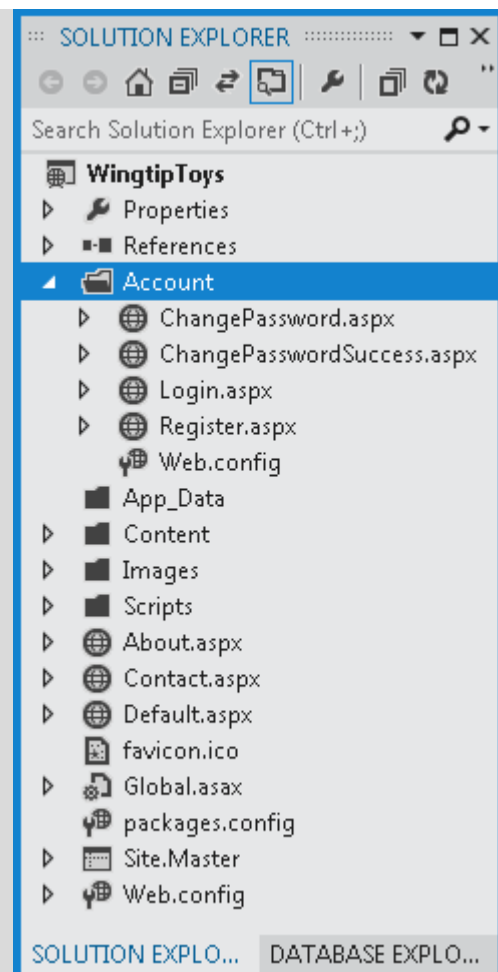 SOLUTION EXPLORER
Search Solution Explorer (Ctrl+;)
WingtipToys
Properties
References
Account
ChangePassword.aspx
ChangePasswordSuccess.aspx
Login.aspx
Register.aspx
Web.config
App_Data
Content
Images
Scripts
About.aspx
Contact.aspx
Default.aspx
favicon.ico
Global.asax
packages.config
Site.Master
Web.config
SOLUTION EXPLO... DATABASE EXPLO...